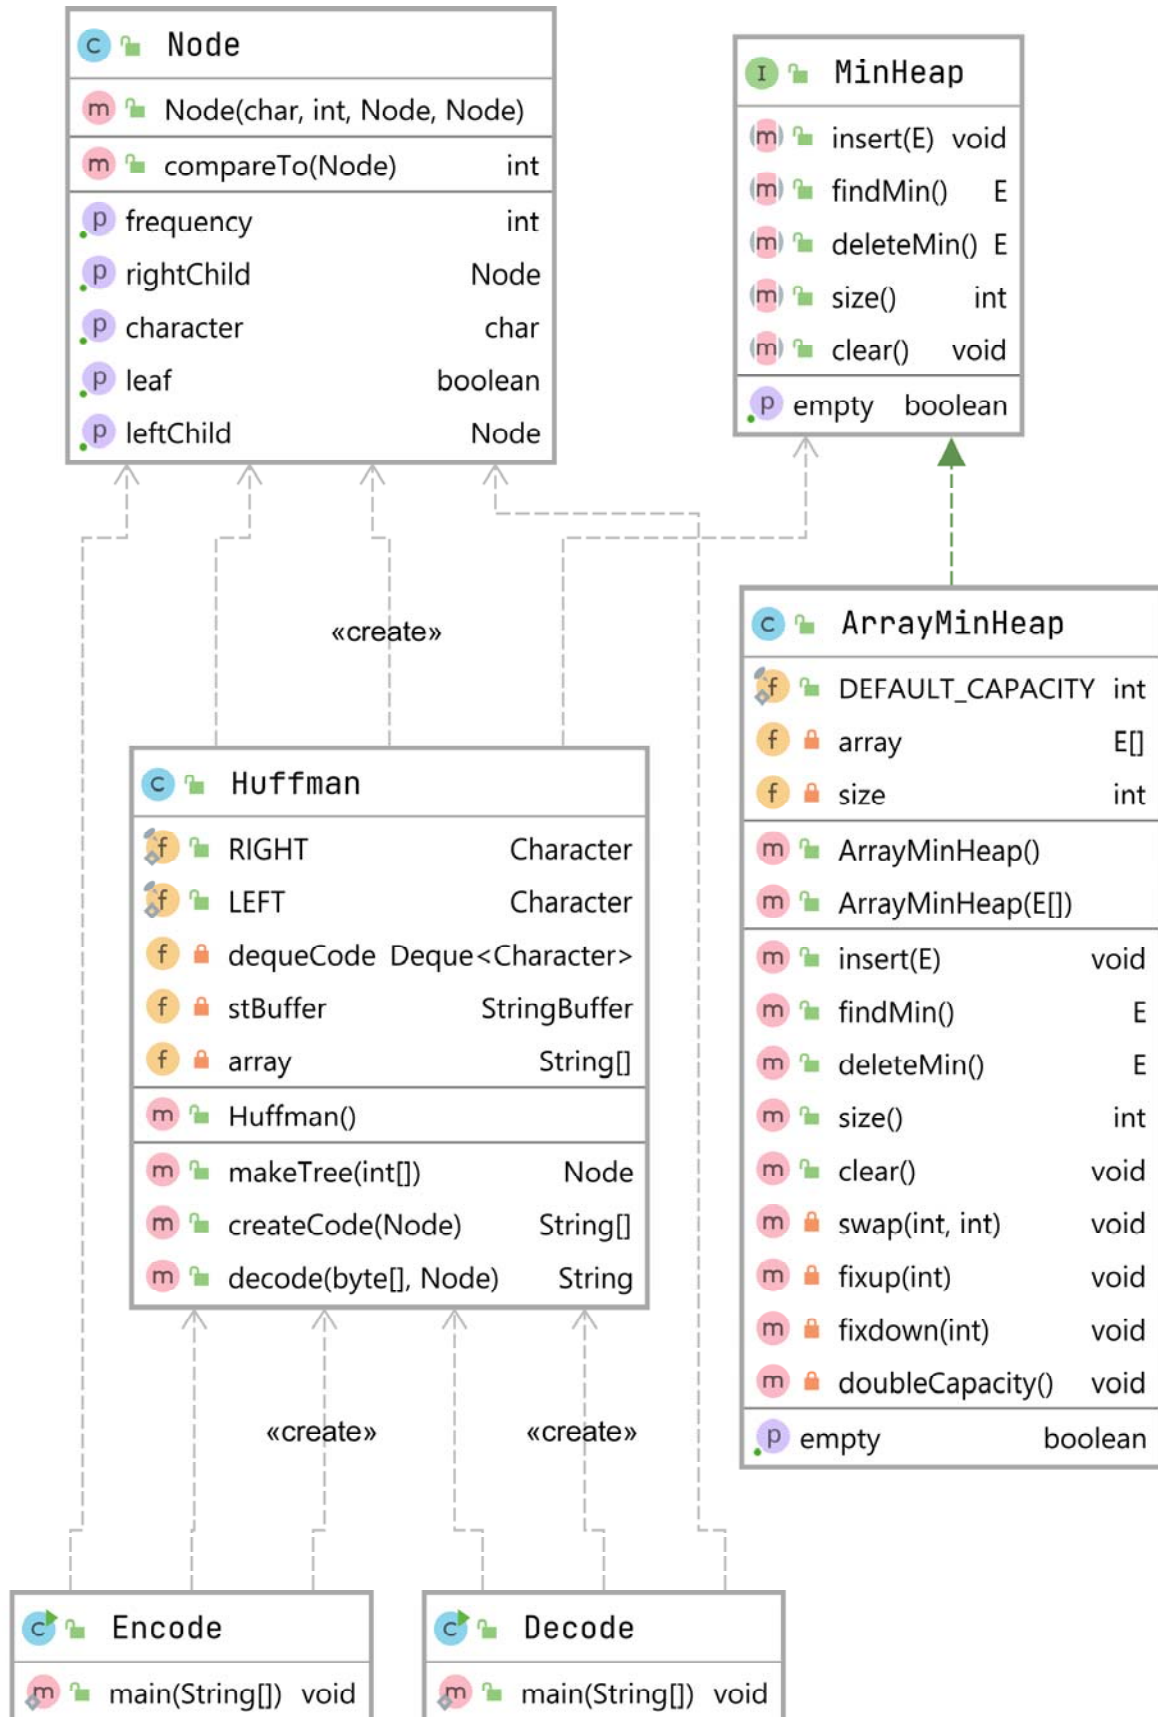 Node
Node(char, int, Node, Node)
compareTo(Node) int
frequency int
rightChild Node
character char
leaf boolean
leftChild Node
MinHeap
insert(E) void
findMin() E
deleteMin() E
size() int
clear() void
empty boolean
«create»
ArrayMinHeap
DEFAULT_CAPACITY int
array E[]
size int
ArrayMinHeap()
ArrayMinHeap(E[])
insert(E) void
findMin() E
deleteMin() E
size() int
clear() void
swap(int, int) void
fixup(int) void
fixdown(int) void
doubleCapacity() void
empty boolean
Huffman
RIGHT Character
LEFT Character
dequeCode Deque<Character>
stBuffer StringBuffer
array String[]
Huffman()
makeTree(int[]) Node
createCode(Node) String[]
decode(byte[], Node) String
«create»
«create»
Encode
main(String[]) void
Decode
main(String[]) void